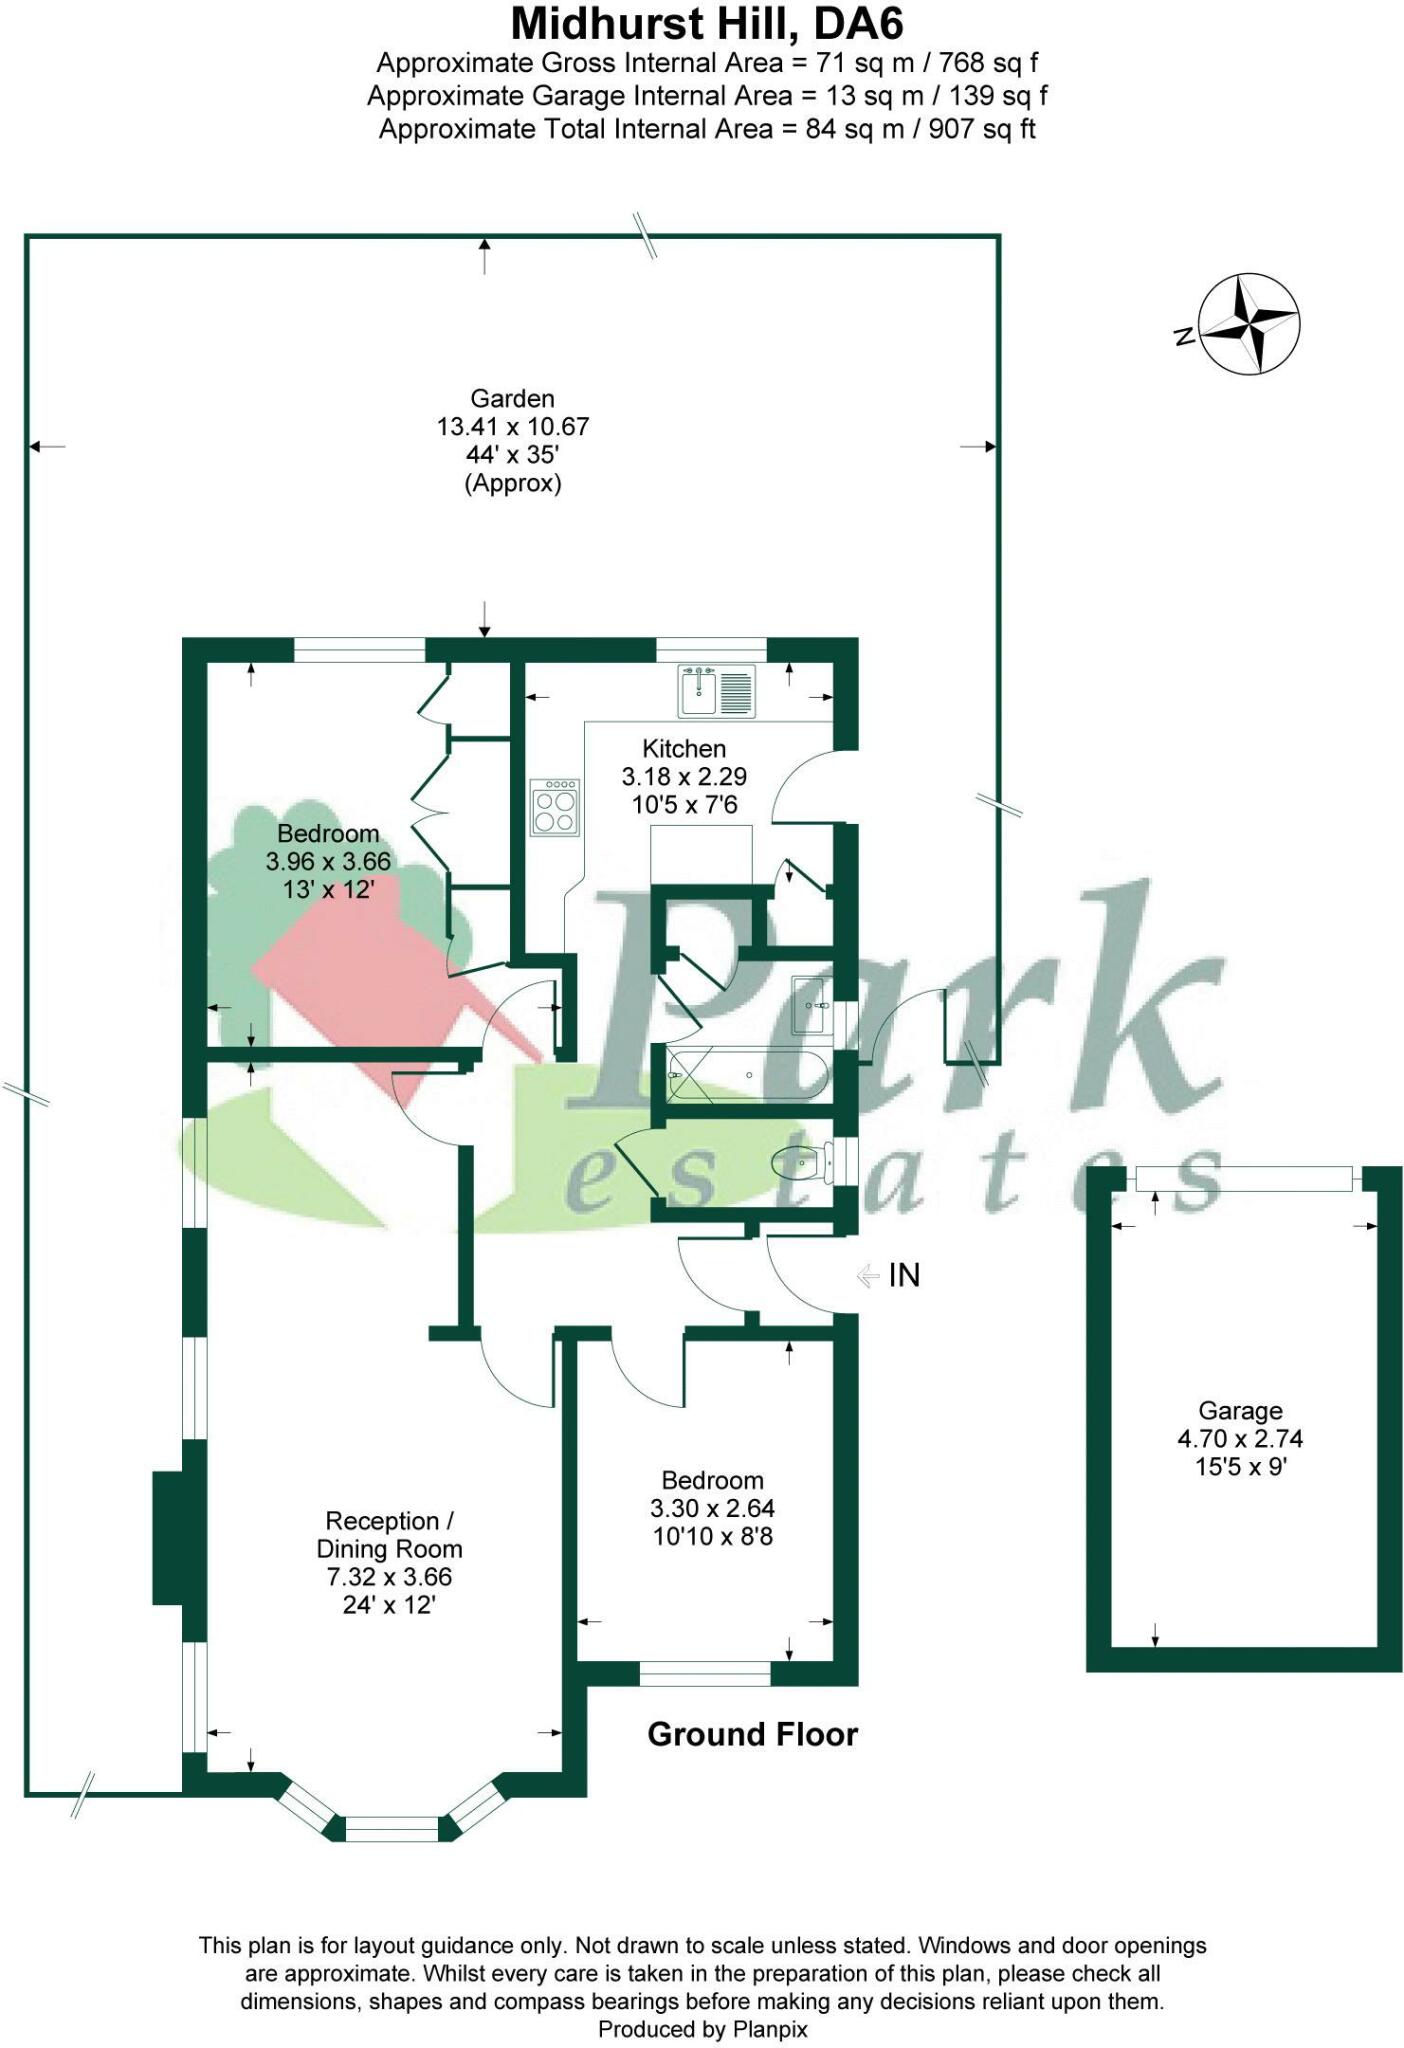 Midhurst Hill, DA6
Approximate Gross Internal Area = 71 sq m / 768 sq f
Approximate Garage Internal Area = 13 sq m / 139 sq f
Approximate Total Internal Area = 84 sq m / 907 sq ft
N
Garden
13.41 x 10.67
44' x 35'
(Approx)
Kitchen
3.18 x 2.29
10'5 x 7'6
Bedroom
3.96 x 3.66
13' x 12'
Park
estates
IN
Garage
4.70 x 2.74
15'5 x 9'
Bedroom
3.30 x 2.64
10'10 x 8'8
Reception /
Dining Room
7.32 x 3.66
24' x 12'
Ground Floor
This plan is for layout guidance only. Not drawn to scale unless stated. Windows and door openings
are approximate. Whilst every care is taken in the preparation of this plan, please check all
dimensions, shapes and compass bearings before making any decisions reliant upon them.
Produced by Planpix